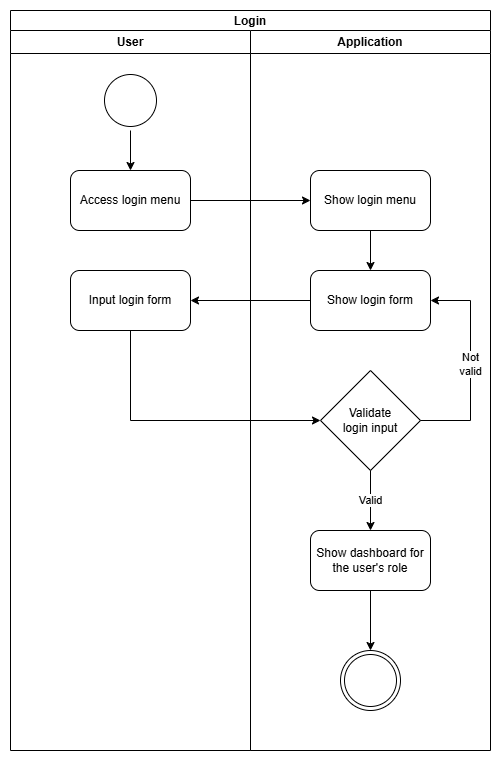 Login
User
Application
Access login menu
Show login menu
Input login form
Show login form
Not
valid
Validate
login input
Valid
Show dashboard for
the user's role